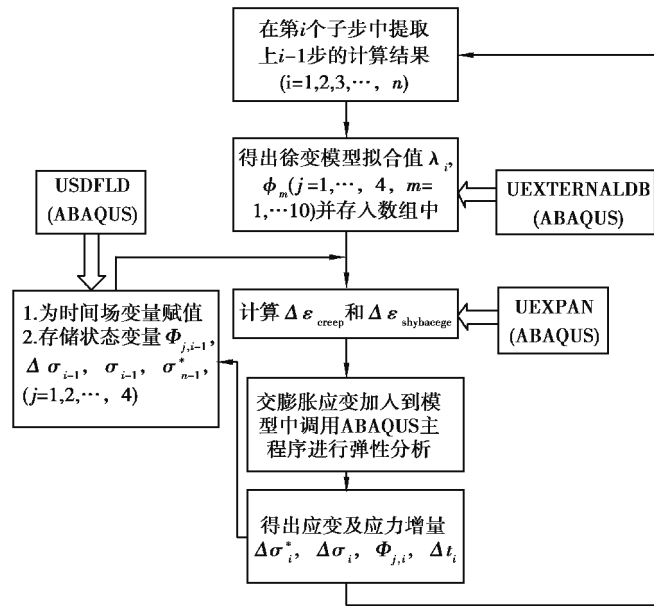 在第i个子步中提取
上i-1步的计算结果
(i=1,2,3,⋯, n)
得出徐变模型拟合值 λi,
ϕm(j=1,⋯, 4, m=
1,⋯10)并存入数组中
USDFLD
(ABAQUS)
UEXTERNALDB
(ABAQUS)
1.为时间场变量赋值
2.存储状态变量 Φj,i-1,
Δσi-1, σi-1, σ*n-1,
(j=1,2,⋯, 4)
计算 Δεcreep和Δεshybacege
UEXPAN
(ABAQUS)
交膨胀应变加入到模
型中调用ABAQUS主
程序进行弹性分析
得出应变及应力增量
Δσ*i, Δσi, Φj,i, Δti